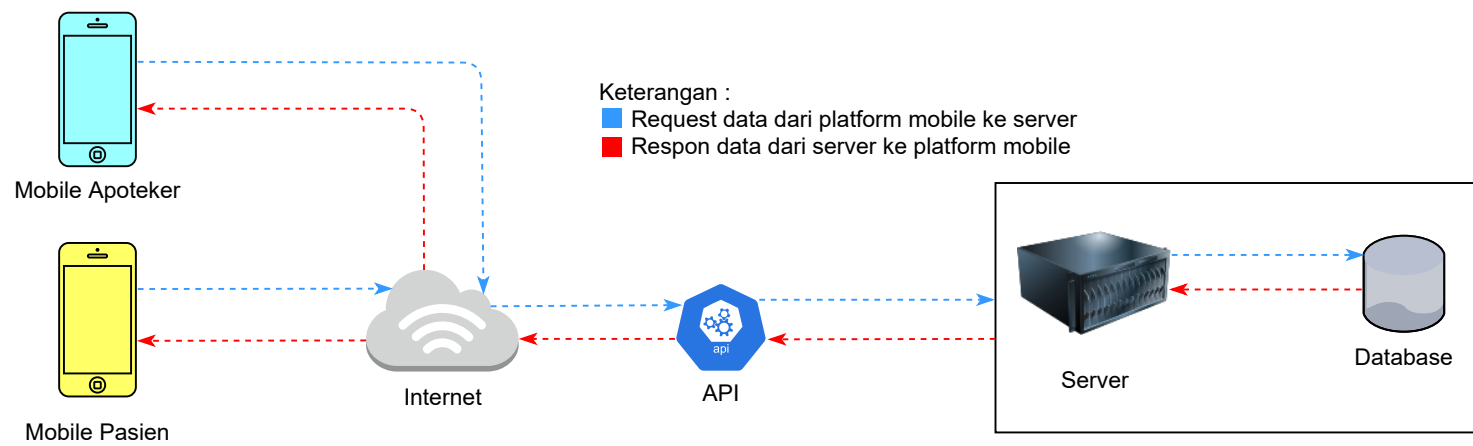 Keterangan :
Request data dari platform mobile ke server
Respon data dari server ke platform mobile
Mobile Apoteker
Mobile Pasien
Internet
api
API
Server
Database